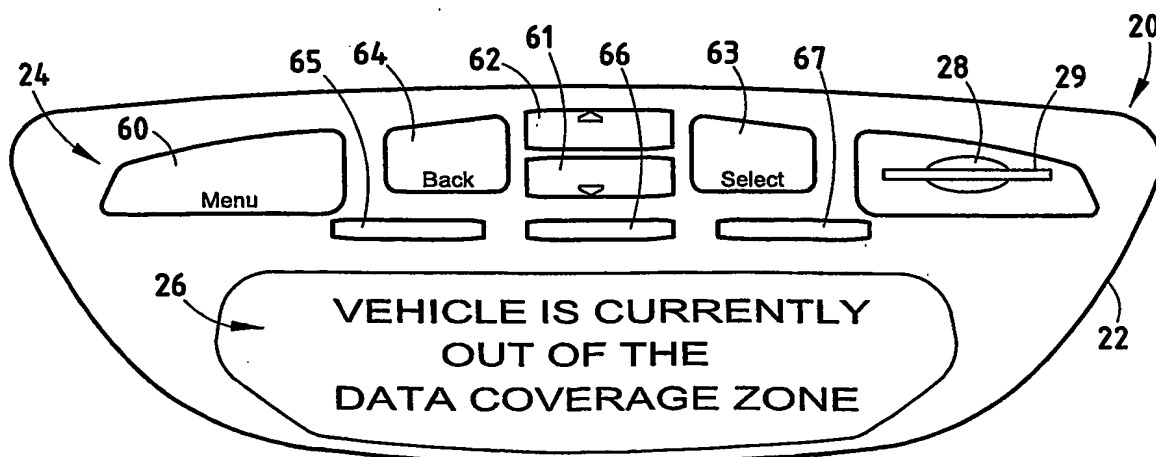 20
61
64
62
66
63
67
65
28
24
29
60
Back
Select
Menu
26
VEHICLE IS CURRENTLY
22
OUT OF THE
DATA COVERAGE ZONE